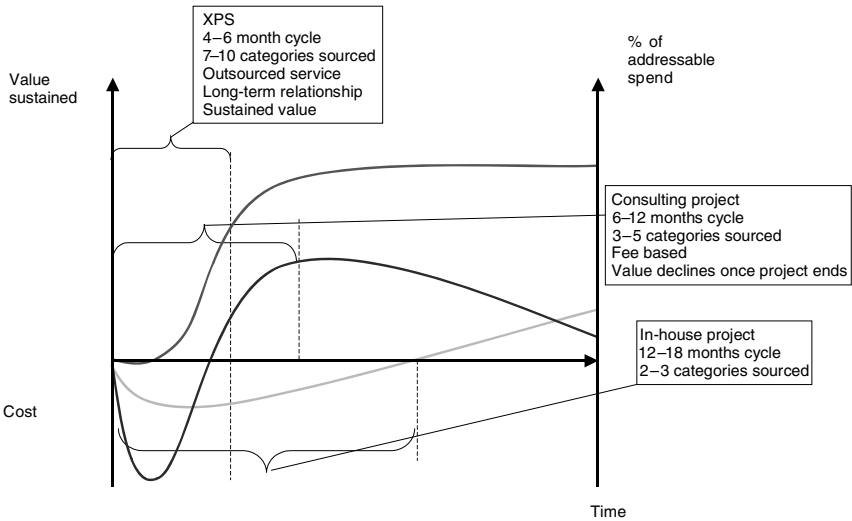 XPS
4–6 month cycle
7–10 categories sourced
Outsourced service
Long-term relationship
Sustained value
% of
addressable
spend
Value
sustained
Consulting project
6–12 months cycle
3–5 categories sourced
Fee based
Value declines once project ends
In-house project
12–18 months cycle
2–3 categories sourced
Cost
Time